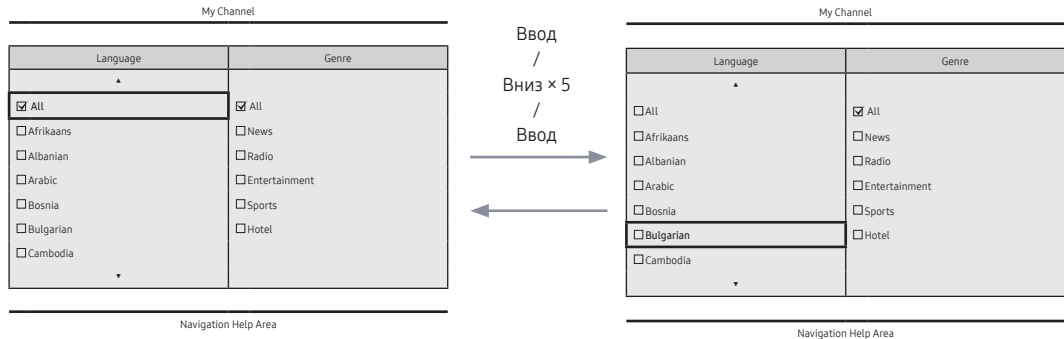 My Channel
Language Genre
▲
☑ All ☑ All
☐ Afrikaans ☐ News
☐ Albanian ☐ Radio
☐ Arabic ☐ Entertainment
☐ Bosnia ☐ Sports
☐ Bulgarian ☐ Hotel
☐ Cambodia
▼
Navigation Help Area
Ввод
/
Вниз × 5
/
Ввод
My Channel
Language Genre
▲
☐ All ☑ All
☐ Afrikaans ☐ News
☐ Albanian ☐ Radio
☐ Arabic ☐ Entertainment
☐ Bosnia ☐ Sports
☐ Bulgarian ☐ Hotel
☐ Cambodia
▼
Navigation Help Area